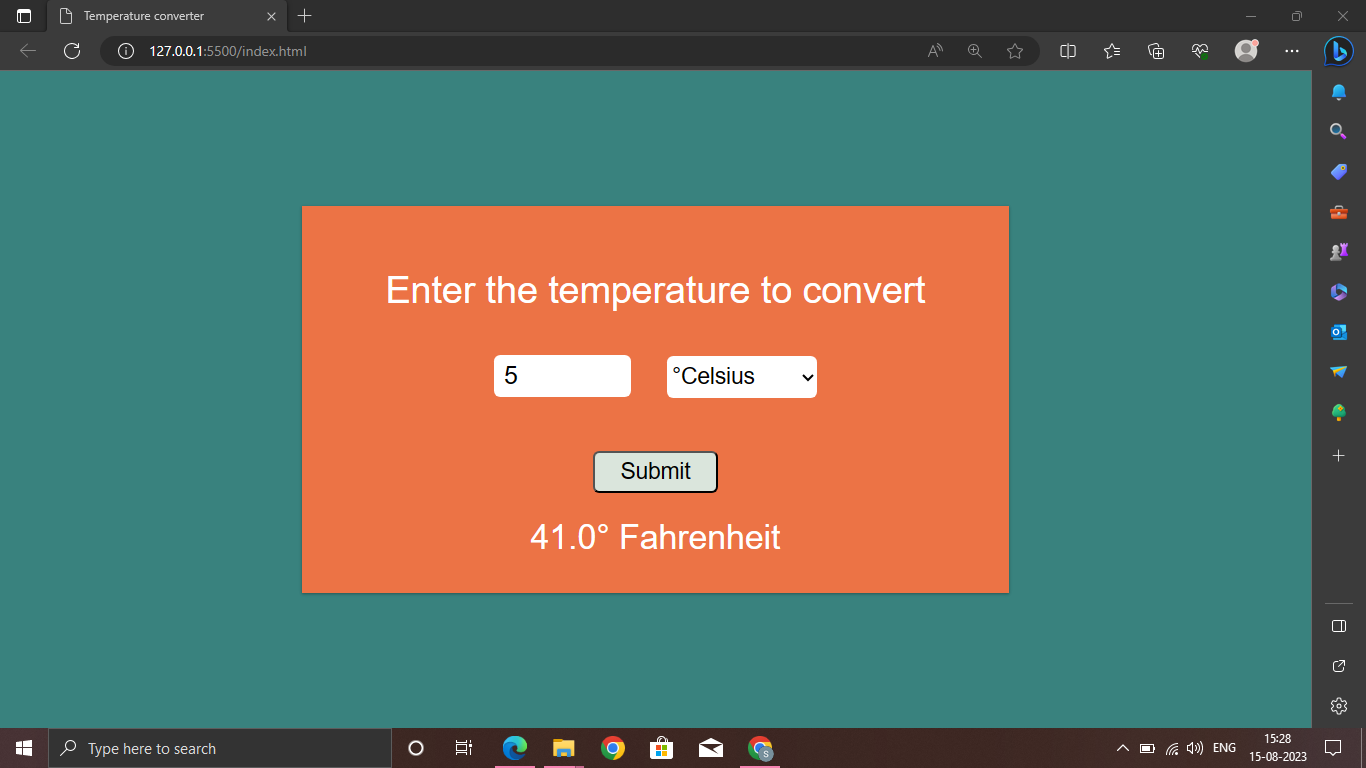 Temperature converter
127.0.0.1:5500/index.html
Enter the temperature to convert
5
°Celsius
Submit
41.0° Fahrenheit
Type here to search
S
ENG
15:28
15-08-2023